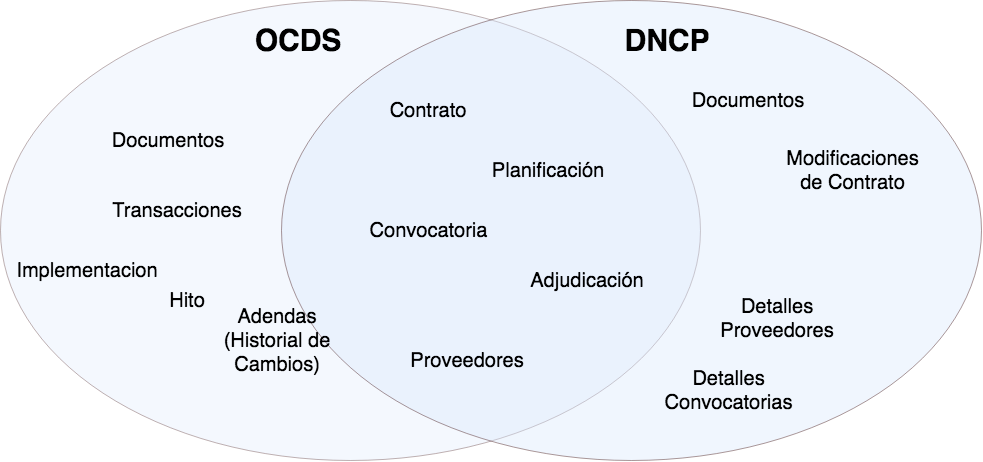 OCDS
DNCP
Contrato
Documentos
Documentos
Planificación
Modificaciones
de Contrato
Transacciones
Convocatoria
Implementacion
Adjudicación
Hito
Adendas
(Historial de
Cambios)
Detalles
Proveedores
Proveedores
Detalles
Convocatorias